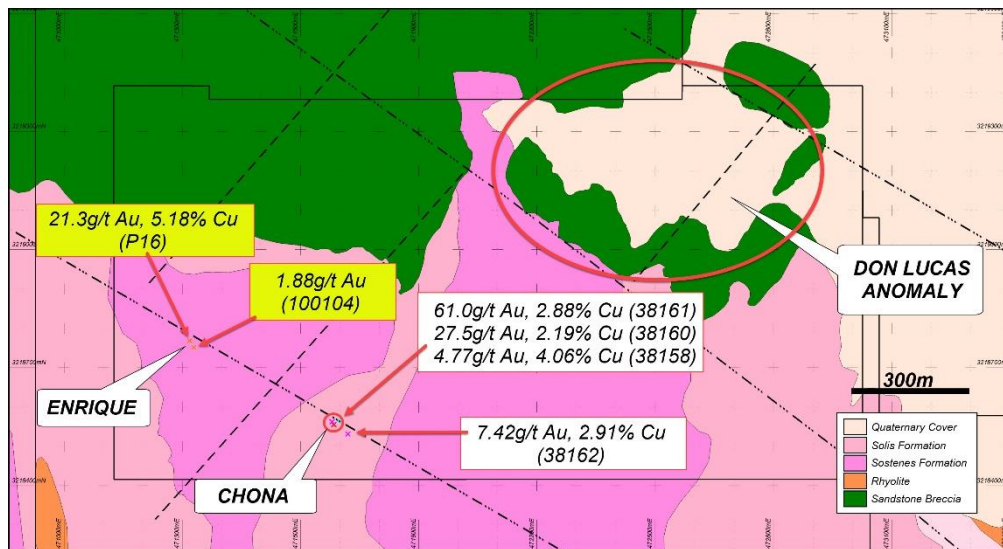 21.3g/t Au, 5.18% Cu
(P16)
1.88g/t Au
(100104)
61.0g/t Au, 2.88% Cu (38161)
27.5g/t Au, 2.19% Cu (38160)
4.77g/t Au, 4.06% Cu (38158)
DON LUCAS
ANOMALY
ENRIQUE
300m
7.42g/t Au, 2.91% Cu
(38162)
CHONA
Quaternary Cover
Solis Formation
Sostenes Formation
Rhyolite
Sandstone Breccia